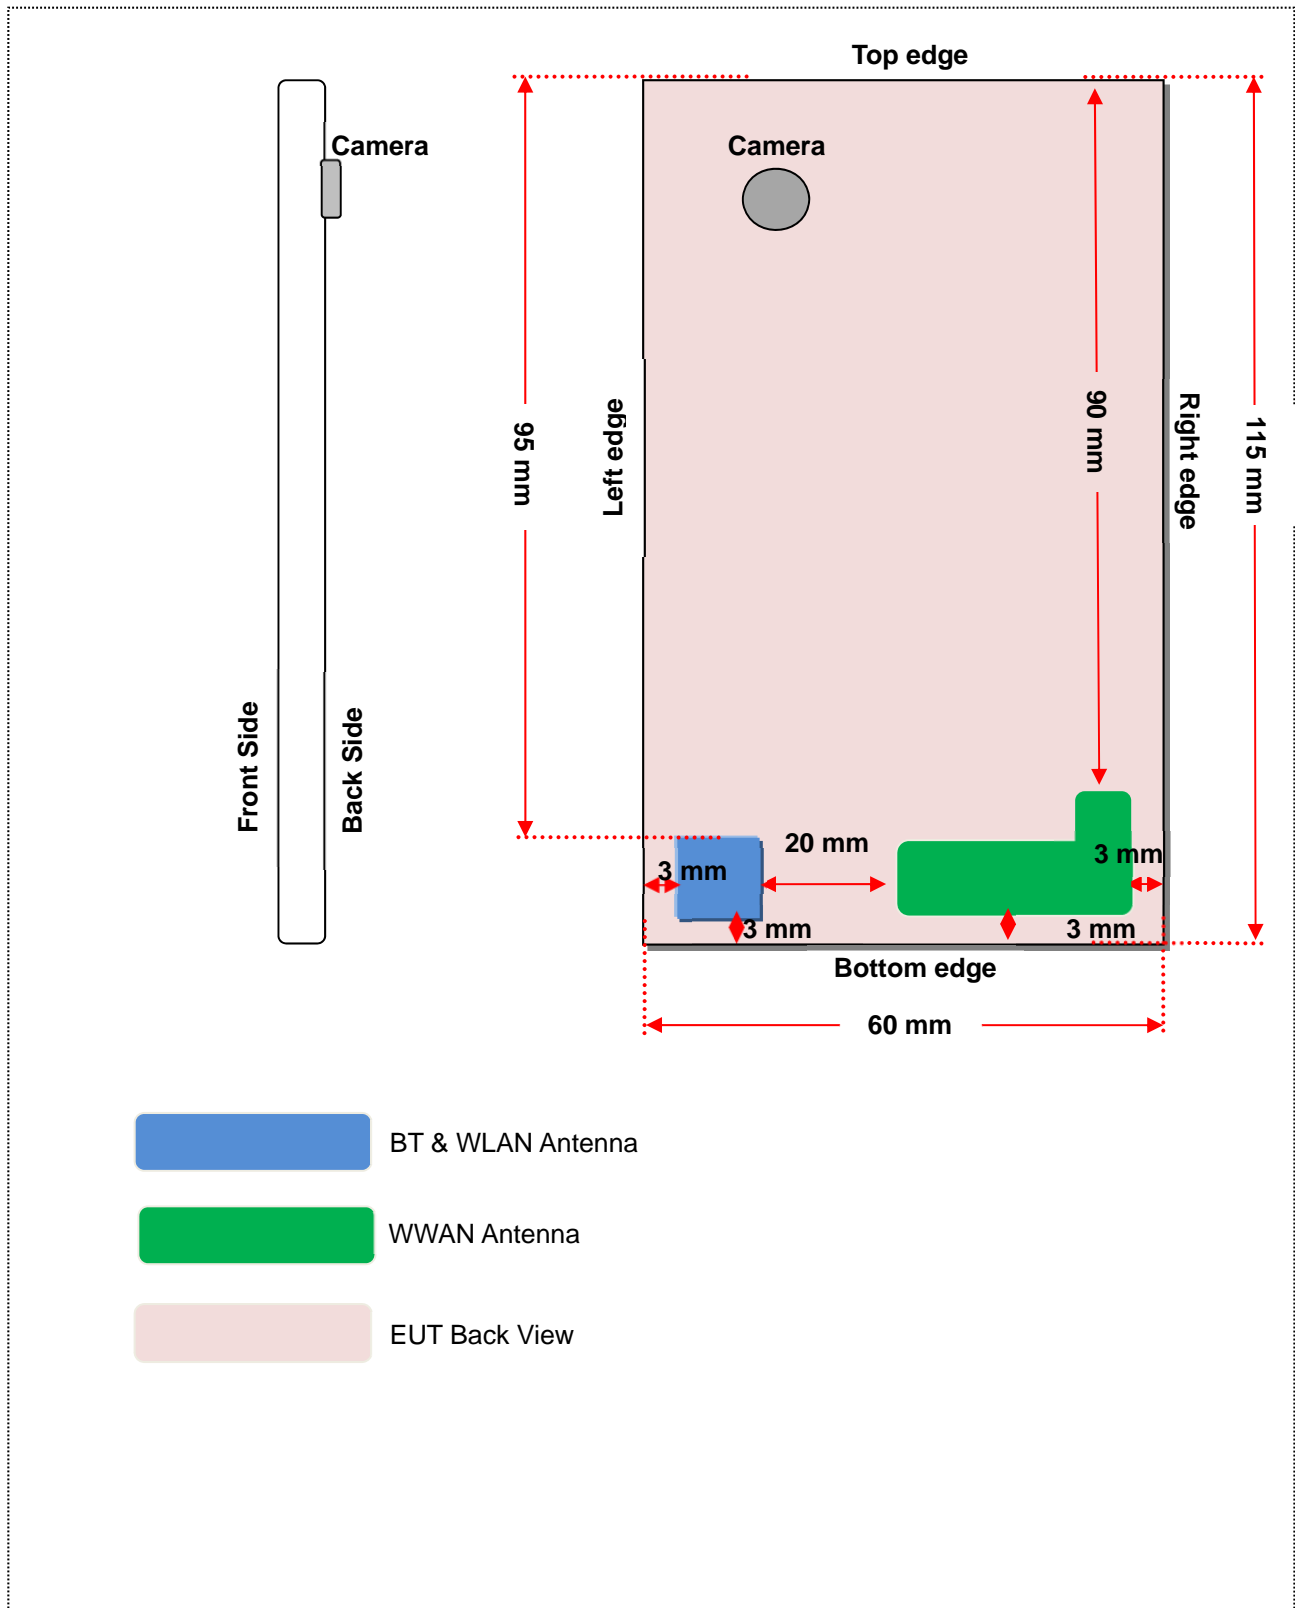 Top edge
Camera
Camera
Left edge
95 mm
90 mm
Right edge
115 mm
Front Side
Back Side
20 mm
3 mm
3 mm
3 mm
3 mm
Bottom edge
60 mm
BT & WLAN Antenna
WWAN Antenna
EUT Back View